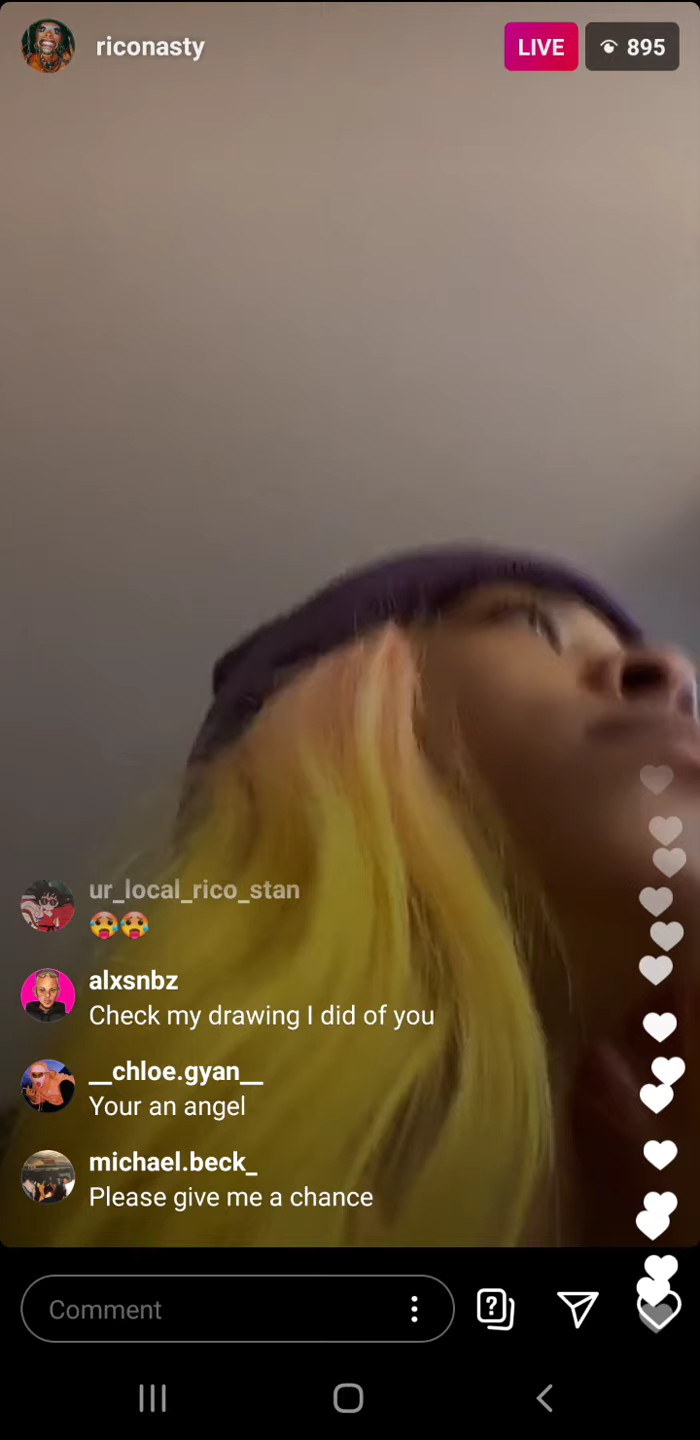 riconasty
LIVE
895
ur_local_rico_stan
🥵🥵
alxsnbz
Check my drawing I did of you
__chloe.gyan__
Your an angel
michael.beck_
Please give me a chance
Comment